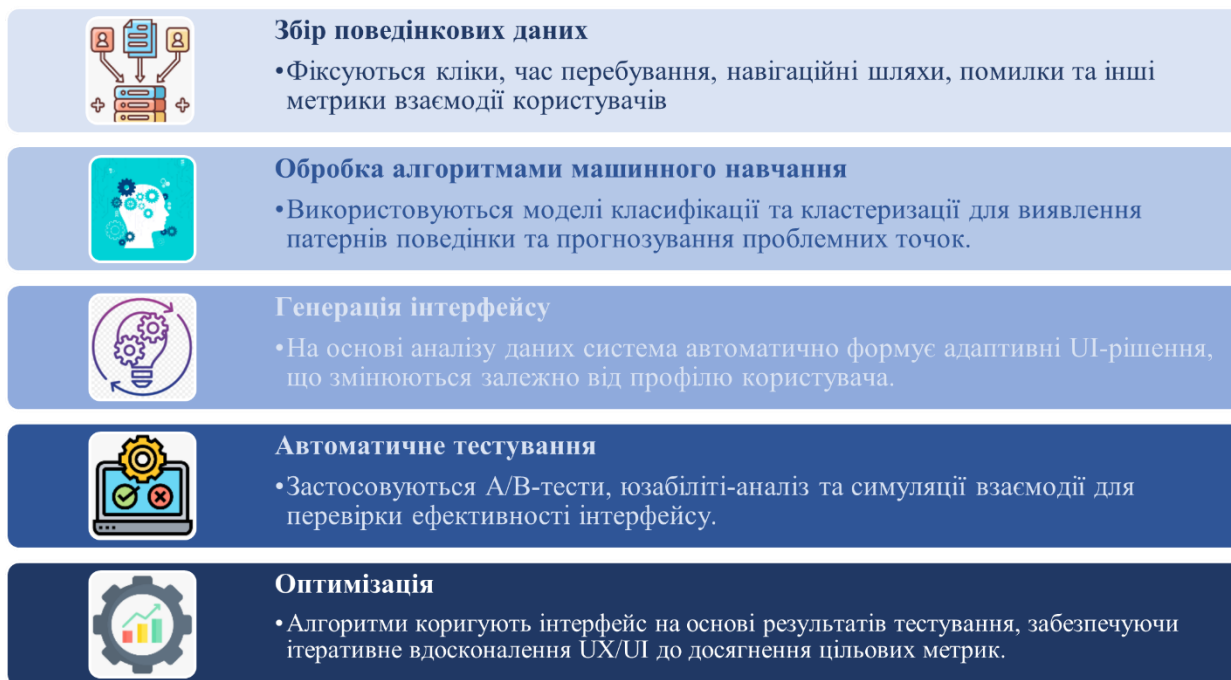 Збір поведінкових даних
•Фіксуються кліки, час перебування, навігаційні шляхи, помилки та інші
метрики взаємодії користувачів
Обробка алгоритмами машинного навчання
•Використовуються моделі класифікації та кластеризації для виявлення
патернів поведінки та прогнозування проблемних точок.
Генерація інтерфейсу
•На основі аналізу даних система автоматично формує адаптивні UI-рішення,
що змінюються залежно від профілю користувача.
Автоматичне тестування
•Застосовуються A/B-тести, юзабіліті-аналіз та симуляції взаємодії для
перевірки ефективності інтерфейсу.
Оптимізація
•Алгоритми коригують інтерфейс на основі результатів тестування, забезпечуючи
ітеративне вдосконалення UX/UI до досягнення цільових метрик.